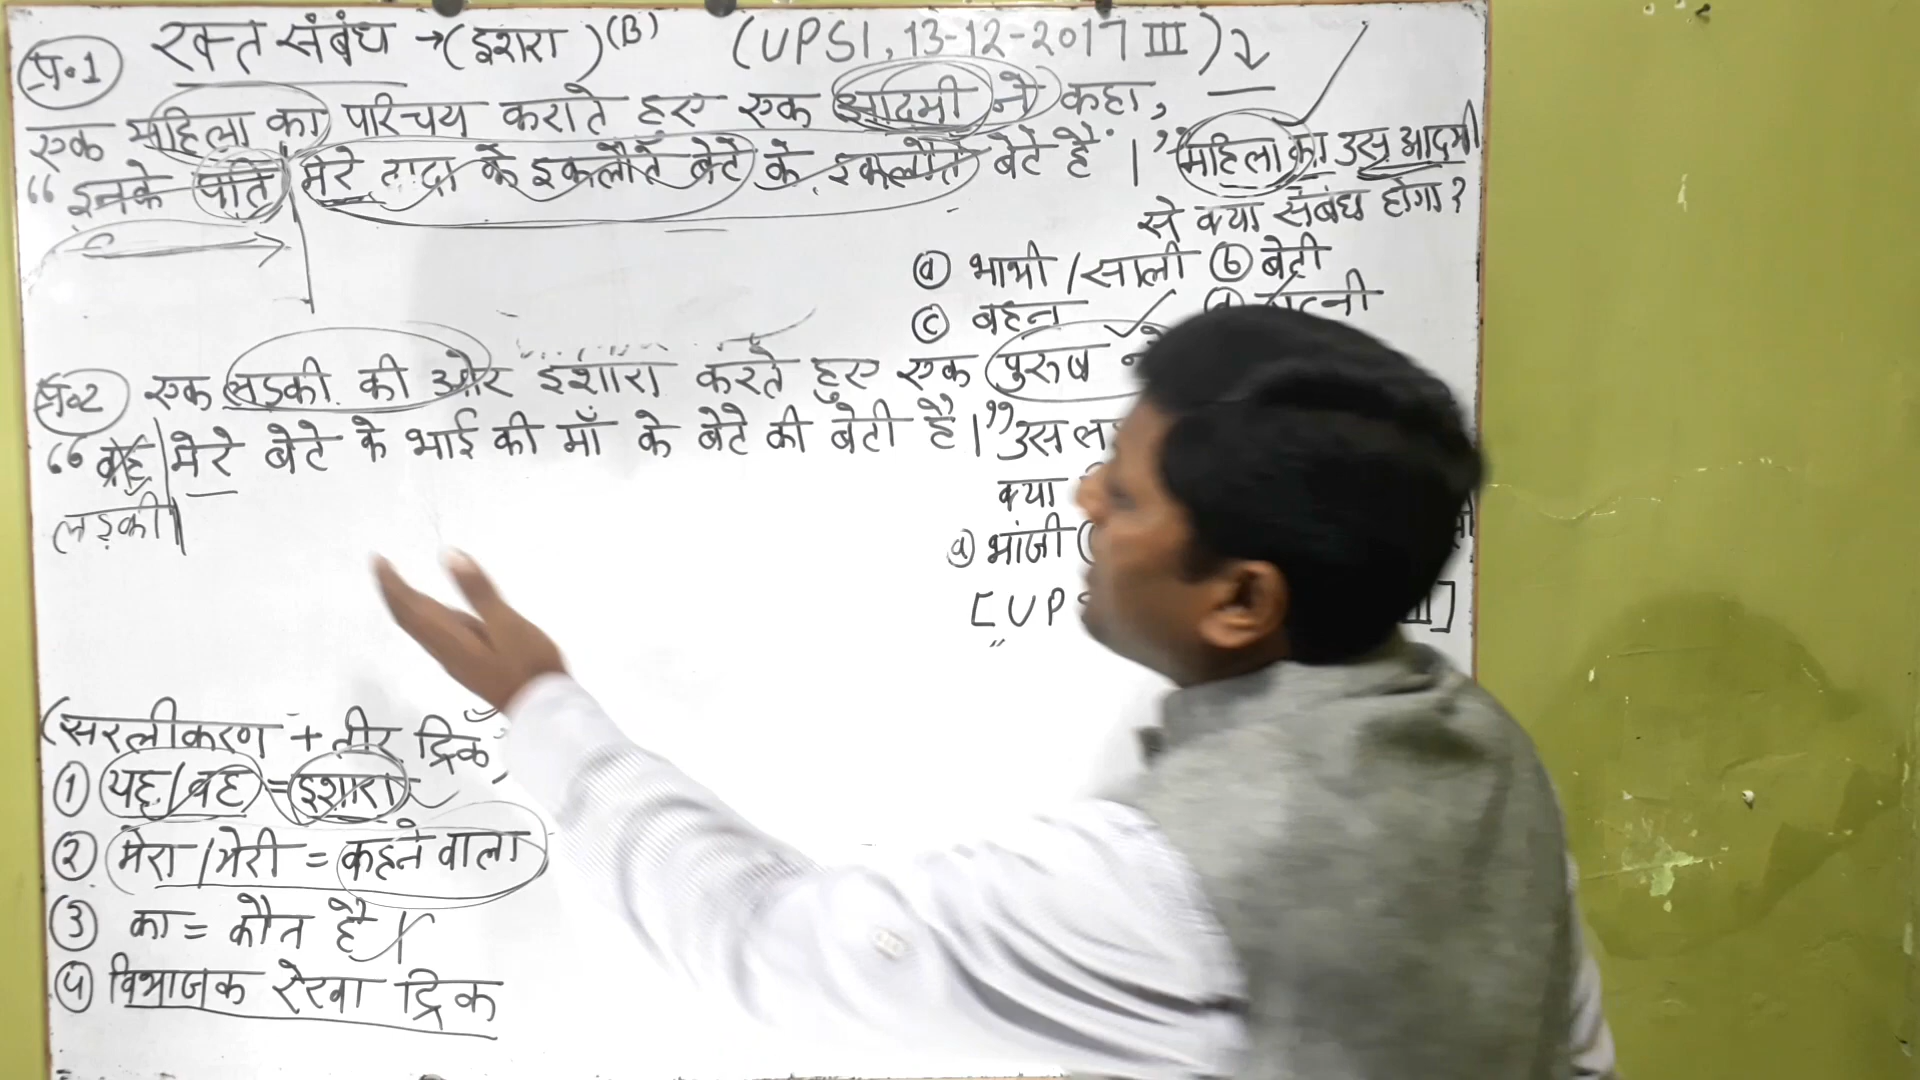 प्र.1 रक्त संबंध → (इशारा) (B) (UPSI, 13-12-2017 III)
एक महिला का परिचय कराते हुए एक आदमी ने कहा,
“इनके पति मेरे दादा के इकलौते बेटे के इकलौते बेटे हैं।” महिला का उस आदमी
से क्या संबंध होगा?
(a) भाभी/साली (b) बेटी
(c) बहन
प्र.2 एक लड़की की ओर इशारा करते हुए एक पुरुष
“वह मेरे बेटे के भाई की माँ के बेटे की बेटी है।” उस
लड़की
क्या
(a) भांजी
[UP
(सरलीकरण + तीर ट्रिक)
① यह/वह = इशारा
② मेरा/मेरी = कहने वाला
③ का = कौन है
④ विभाजक रेखा ट्रिक